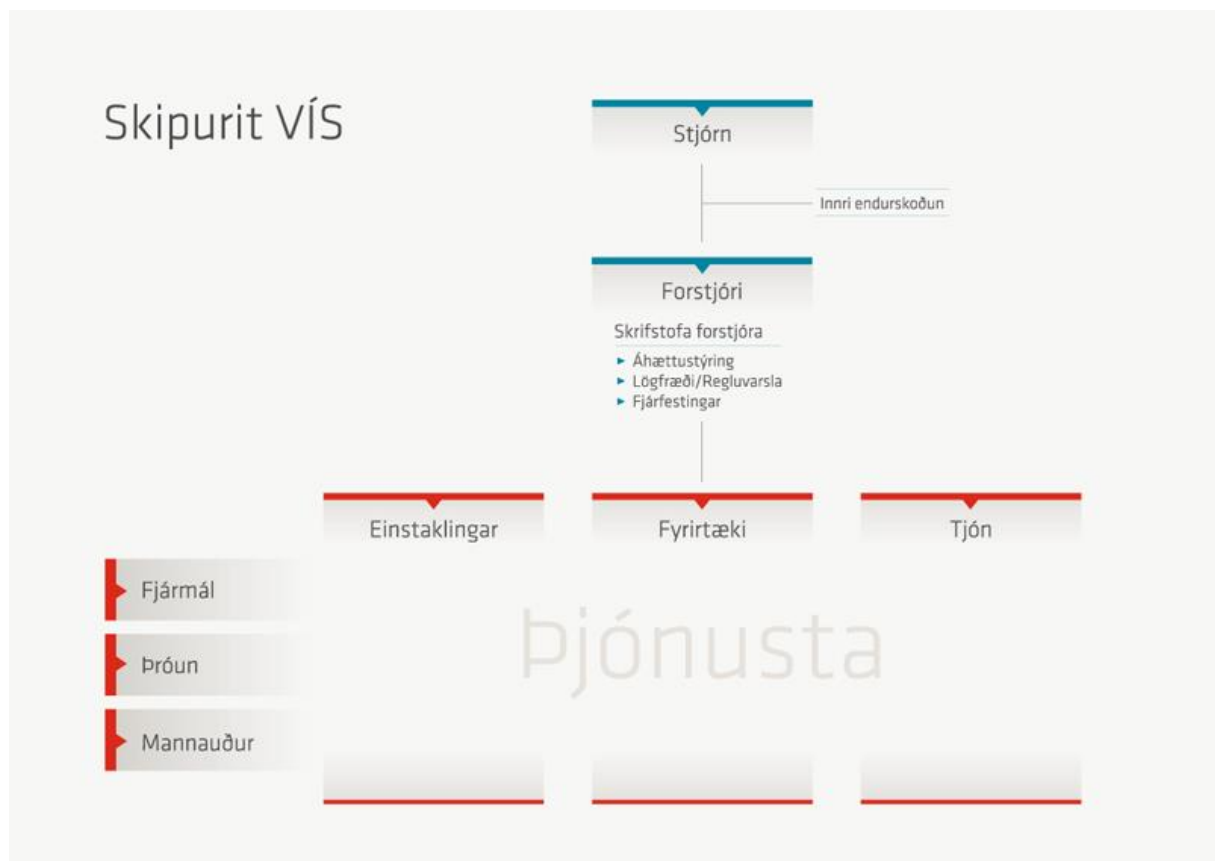 Skipurit VÍS
Stjórn
Innri endurskoðun
Forstjóri
Skrifstofa forstjóra
Áhættustýring
Lögfræði/Regluvarsla
Fjárfestingar
Einstaklingar
Fyrirtæki
Tjón
Fjármál
Þróun
Mannauður
Þjónusta